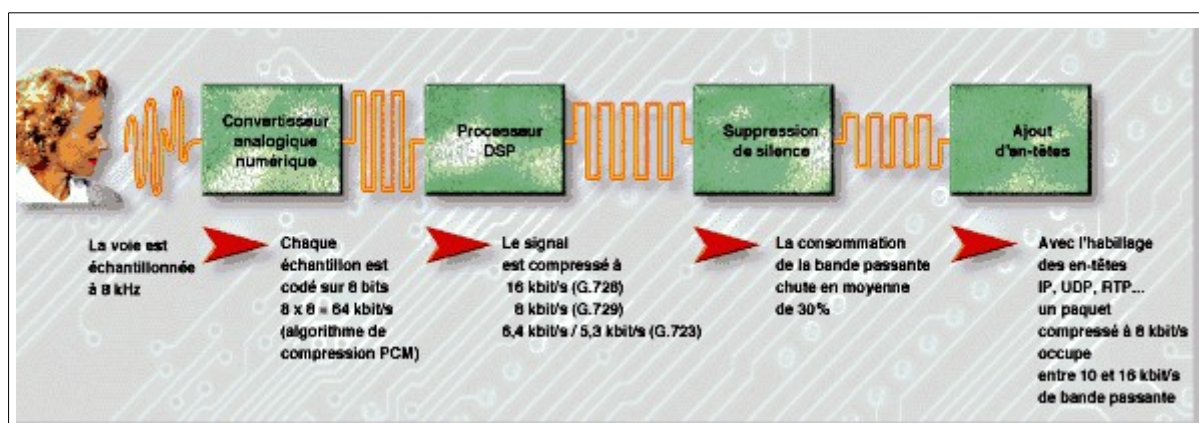 Convertisseur
analogique
numérique
Processeur
DSP
Suppression
de silence
Ajout
d'en-têtes
La voie est
échantillonnée
à 8 kHz
Chaque
échantillon est
codé sur 8 bits
8 x 8 = 64 kbit/s
(algorithme de
compression PCM)
Le signal
est compressé à
16 kbit/s (G.728)
8 kbit/s (G.729)
6,4 kbit/s / 5,3 kbit/s (G.723)
La consommation
de la bande passante
chute en moyenne
de 30%
Avec l'habillage
des en-têtes
IP, UDP, RTP...
un paquet
compressé à 8 kbit/s
occupe
entre 10 et 16 kbit/s
de bande passante